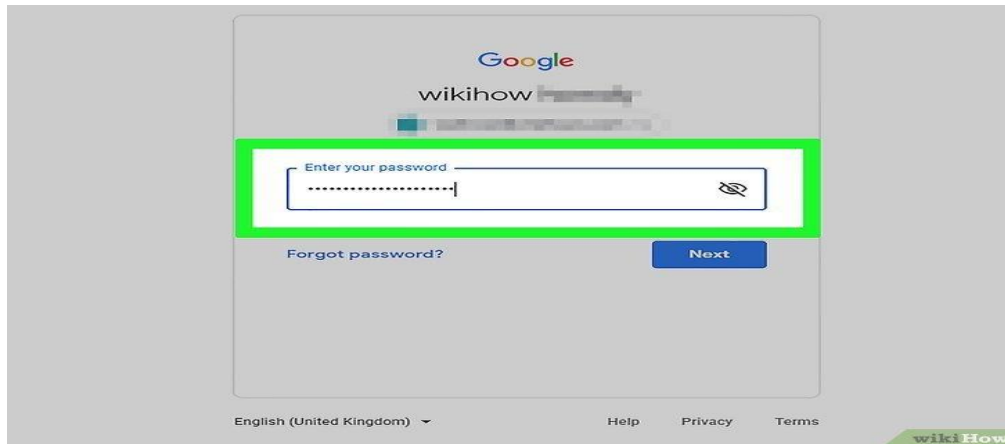 Google
wikihow
Enter your password
•••••••••••••••••••••
Forgot password?
Next
English (United Kingdom)
Help
Privacy
Terms
wikiHow